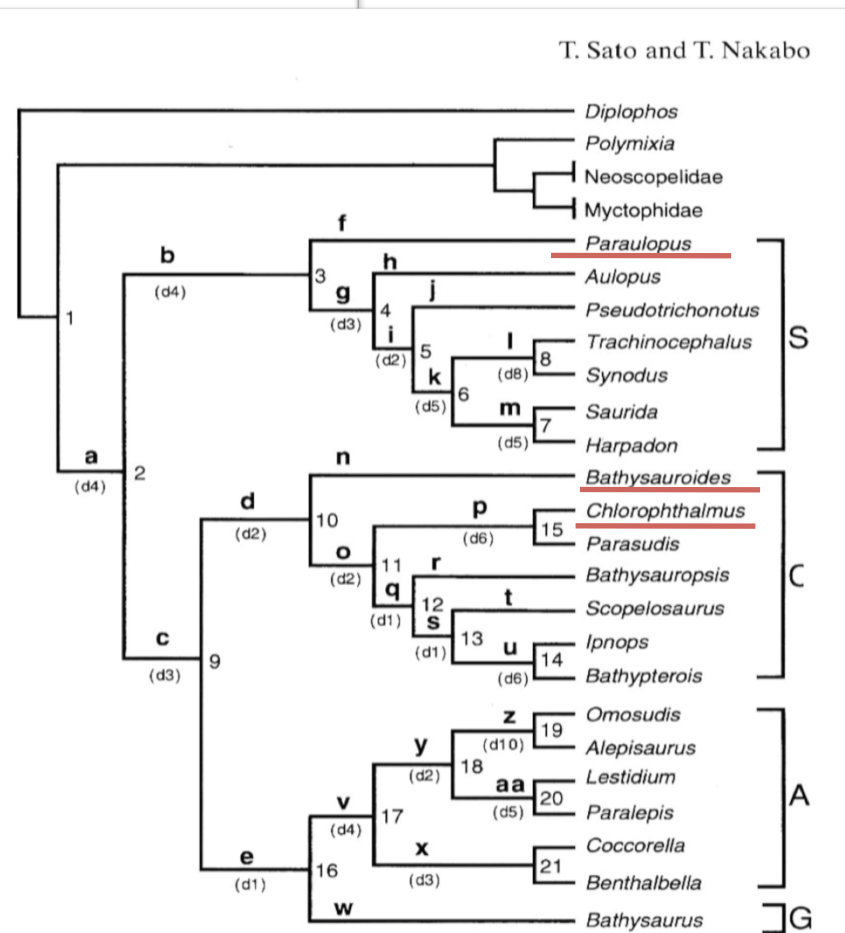 T. Sato and T. Nakabo
Diplophos
Polymixia
Neoscopelidae
Myctophidae
f
Paraulopus
b
h
3
Aulopus
(d4)
g
j
4
Pseudotrichonotus
1
(d3)
i
S
l
Trachinocephalus
(d2)
5
8
k
(d8)
Synodus
6
(d5)
m
Saurida
7
a
n
(d5)
Harpadon
2
Bathysauroides
(d4)
d
p
Chlorophthalmus
10
15
(d2)
o
(d6)
Parasudis
11
r
(d2)
q
Bathysauropsis
C
12
t
(d1)
s
Scopelosaurus
c
13
u
Ipnops
9
(d1)
14
(d3)
(d6)
Bathypterois
z
Omosudis
19
y
(d10)
Alepisaurus
18
(d2)
aa
Lestidium
v
20
A
17
(d5)
Paralepis
(d4)
x
Coccorella
e
21
16
(d3)
(d1)
Benthalbella
w
Bathysaurus
G